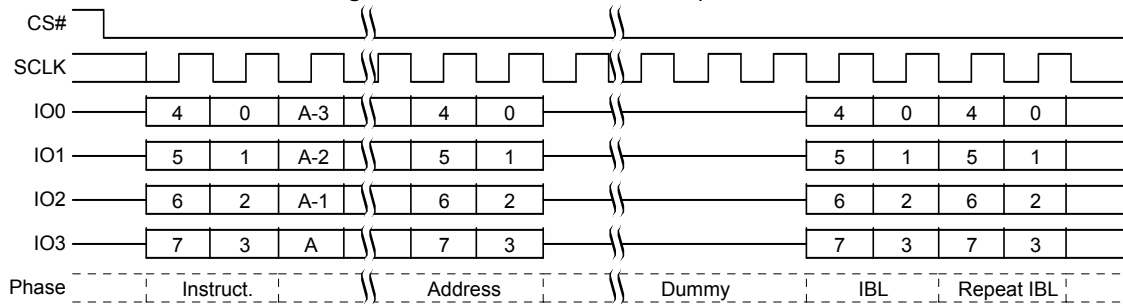 CS#
SCLK
IO0 4 0 A-3 4 0 4 0 4 0
IO1 5 1 A-2 5 1 5 1 5 1
IO2 6 2 A-1 6 2 6 2 6 2
IO3 7 3 A 7 3 7 3 7 3
Phase Instruct. Address Dummy IBL Repeat IBL